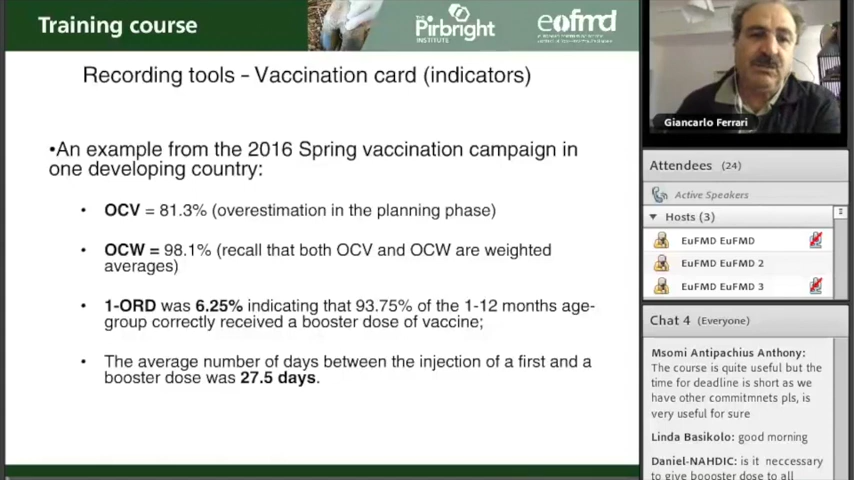 Training course
THE
Pirbright
INSTITUTE
eofmd
Recording tools – Vaccination card (indicators)
•An example from the 2016 Spring vaccination campaign in
one developing country:
• OCV = 81.3% (overestimation in the planning phase)
• OCW = 98.1% (recall that both OCV and OCW are weighted
averages)
• 1-ORD was 6.25% indicating that 93.75% of the 1-12 months age-
group correctly received a booster dose of vaccine;
• The average number of days between the injection of a first and a
booster dose was 27.5 days.
Giancarlo Ferrari
Attendees (24)
Active Speakers
Hosts (3)
EuFMD EuFMD
EuFMD EuFMD 2
EuFMD EuFMD 3
Chat 4 (Everyone)
Msomi Antipachius Anthony:
The course is quite useful but the
time for deadline is short as we
have other commitmnets pls, is
very useful for sure
Linda Basikolo: good morning
Daniel-NAHDIC: is it neccessary
to give boooster dose to all